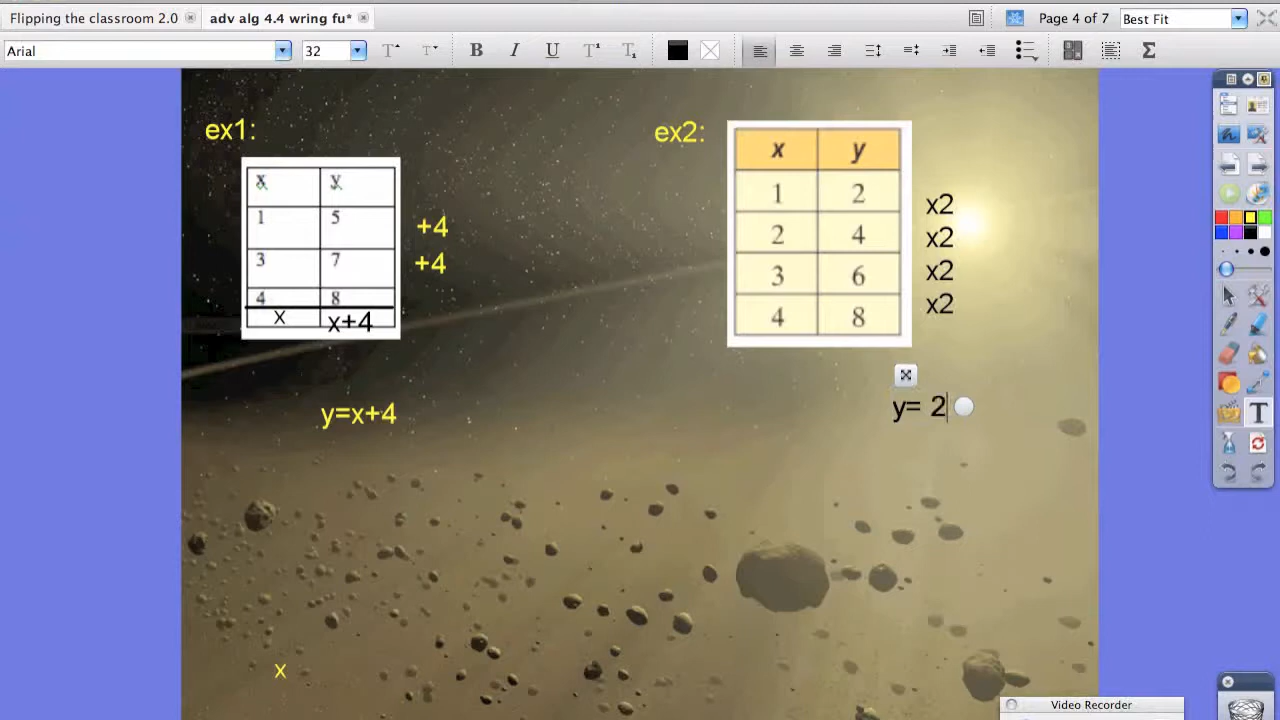 Flipping the classroom 2.0 adv alg 4.4 wring fu* Page 4 of 7 Best Fit
Arial 32 B I U T T Σ
ex1:
x y
1 5
3 7
4 8
x x+4
+4
+4
y=x+4
ex2:
x y
1 2
2 4
3 6
4 8
x2
x2
x2
x2
y= 2
x
T
Video Recorder